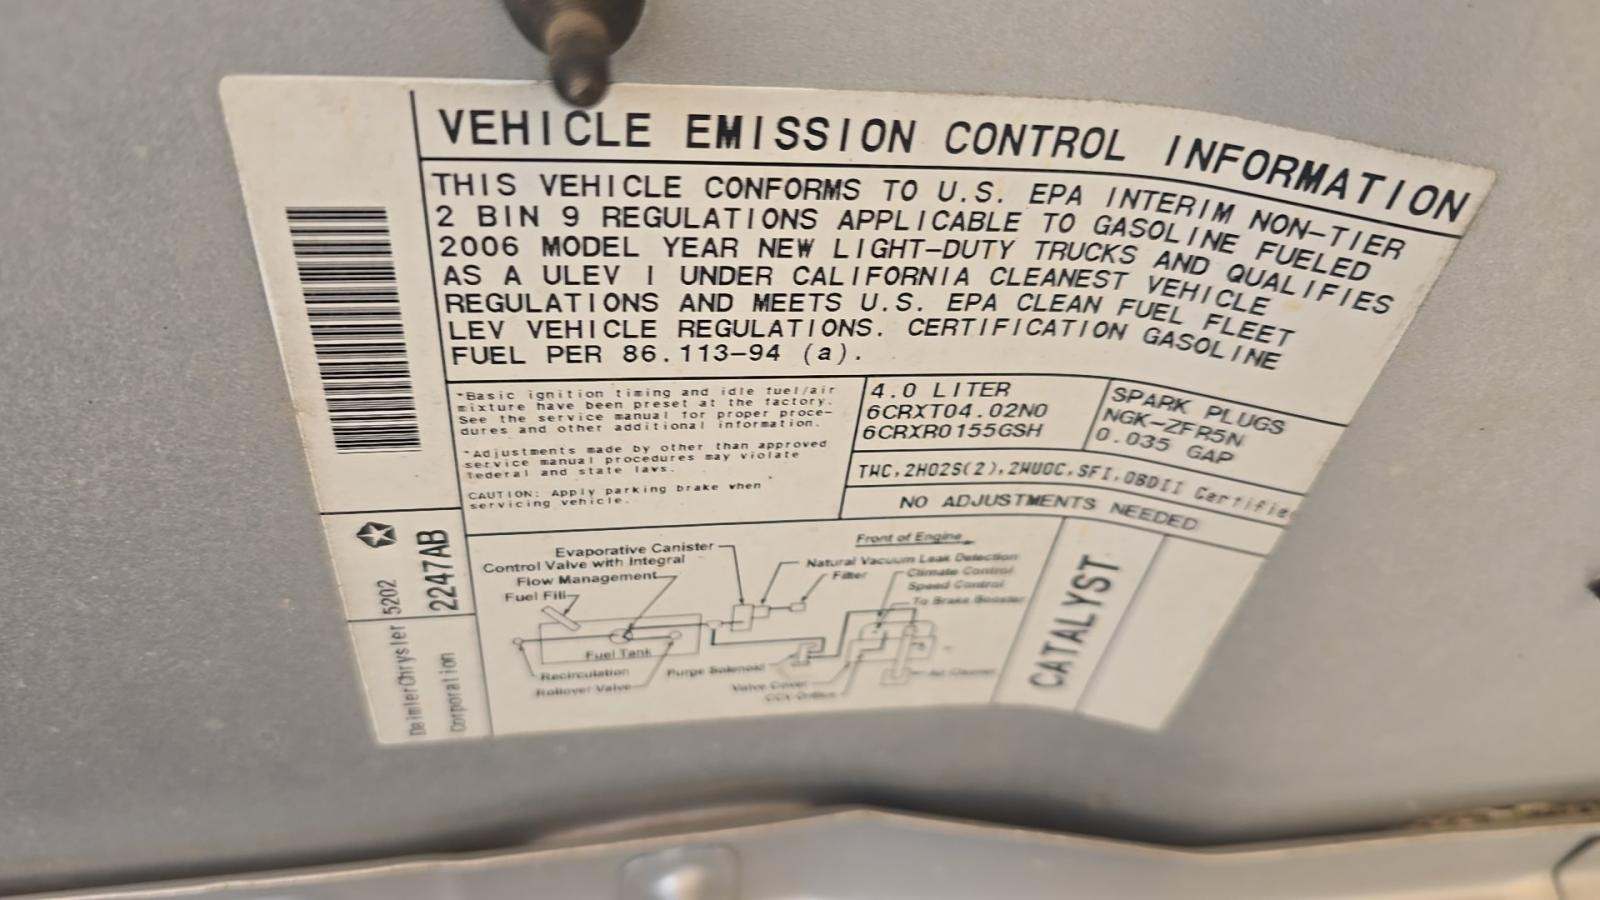 VEHICLE EMISSION CONTROL INFORMATION
THIS VEHICLE CONFORMS TO U.S. EPA INTERIM NON-TIER
2 BIN 9 REGULATIONS APPLICABLE TO GASOLINE FUELED
2006 MODEL YEAR NEW LIGHT-DUTY TRUCKS AND QUALIFIES
AS A ULEV I UNDER CALIFORNIA CLEANEST VEHICLE
REGULATIONS AND MEETS U.S. EPA CLEAN FUEL FLEET
LEV VEHICLE REGULATIONS. CERTIFICATION GASOLINE
FUEL PER 86.113-94 (a).
*Basic ignition timing and idle fuel/air
mixture have been preset at the factory.
See the service manual for proper proce-
dures and other additional information.
*Adjustments made by other than approved
service manual procedures may violate
federal and state laws.
CAUTION: Apply parking brake when
servicing vehicle.
4.0 LITER
6CRXT04.02N0
6CRXR0155GSH
SPARK PLUGS
NGK-ZFR5N
0.035 GAP
TWC,2HO2S(2),2WUOC,SFI,OBDII Certified
NO ADJUSTMENTS NEEDED
Front of Engine
Evaporative Canister
Control Valve with Integral
Flow Management
Fuel Fill
Natural Vacuum Leak Detection
Filter
Climate Control
Speed Control
To Brake Booster
Fuel Tank
Recirculation
Rollover Valve
Purge Solenoid
Valve Cover
Air Cleaner
CATALYST
5202
2247AB
DaimlerChrysler
Corporation